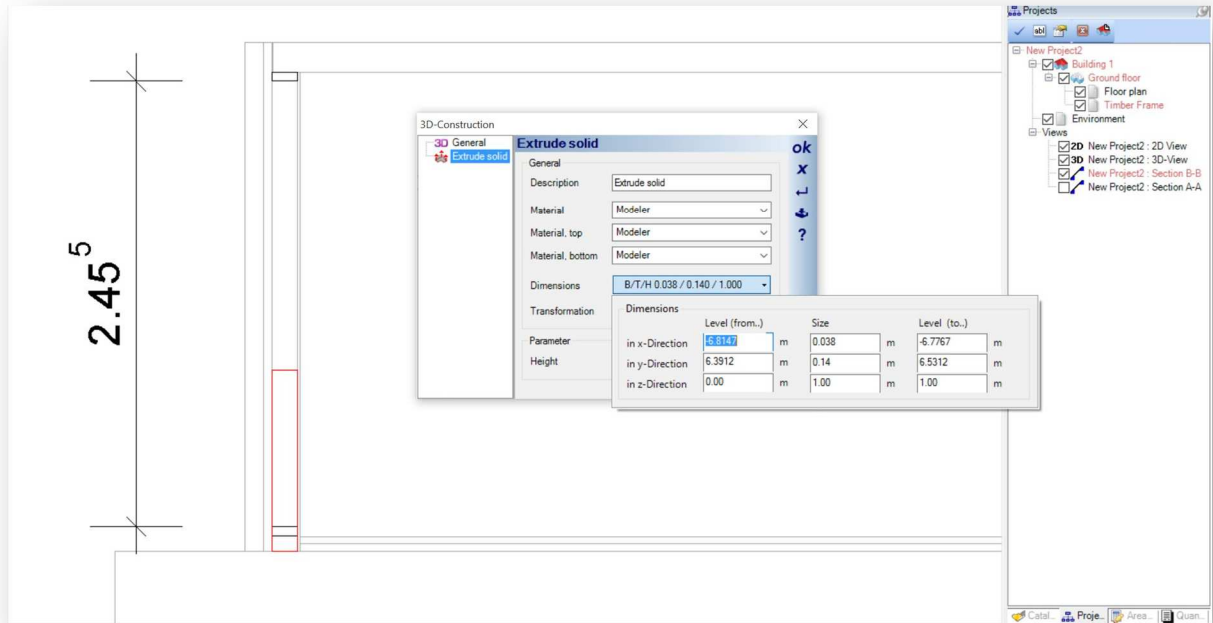 2.45⁵
3D-Construction
3D General
Extrude solid
Extrude solid
ok
x
?
General
Description Extrude solid
Material Modeler
Material, top Modeler
Material, bottom Modeler
Dimensions B/T/H 0.038 / 0.140 / 1.000
Transformation
Parameter
Height
Dimensions
Level (from..) Size Level (to..)
in x-Direction -6.8147 m 0.038 m -6.7767 m
in y-Direction 6.3912 m 0.14 m 6.5312 m
in z-Direction 0.00 m 1.00 m 1.00 m
Projects
abl
New Project2
Building 1
Ground floor
Floor plan
Timber Frame
Environment
Views
2D New Project2 : 2D View
3D New Project2 : 3D-View
New Project2 : Section B-B
New Project2 : Section A-A
Catal... Proje... Area... Quan...